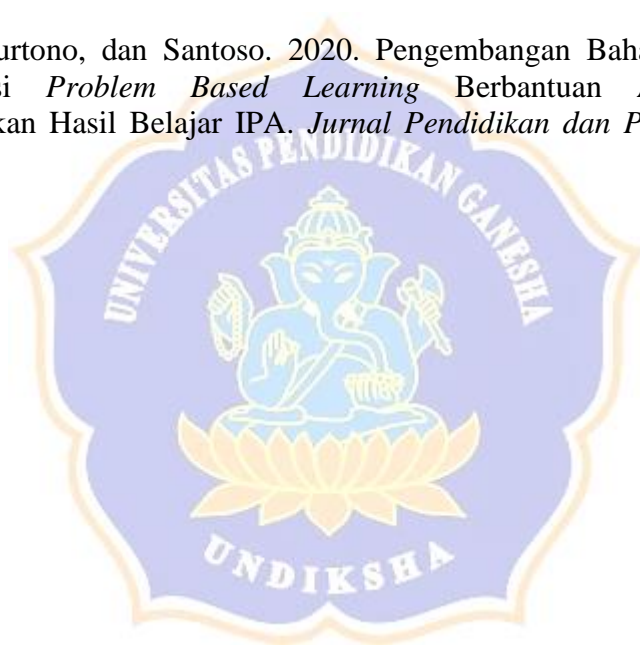 urtono, dan Santoso. 2020. Pengembangan Baha
si Problem Based Learning Berbantuan
kan Hasil Belajar IPA. Jurnal Pendidikan dan P
UNIVERSITAS PENDIDIKAN GANESHA
UNDIKSHA